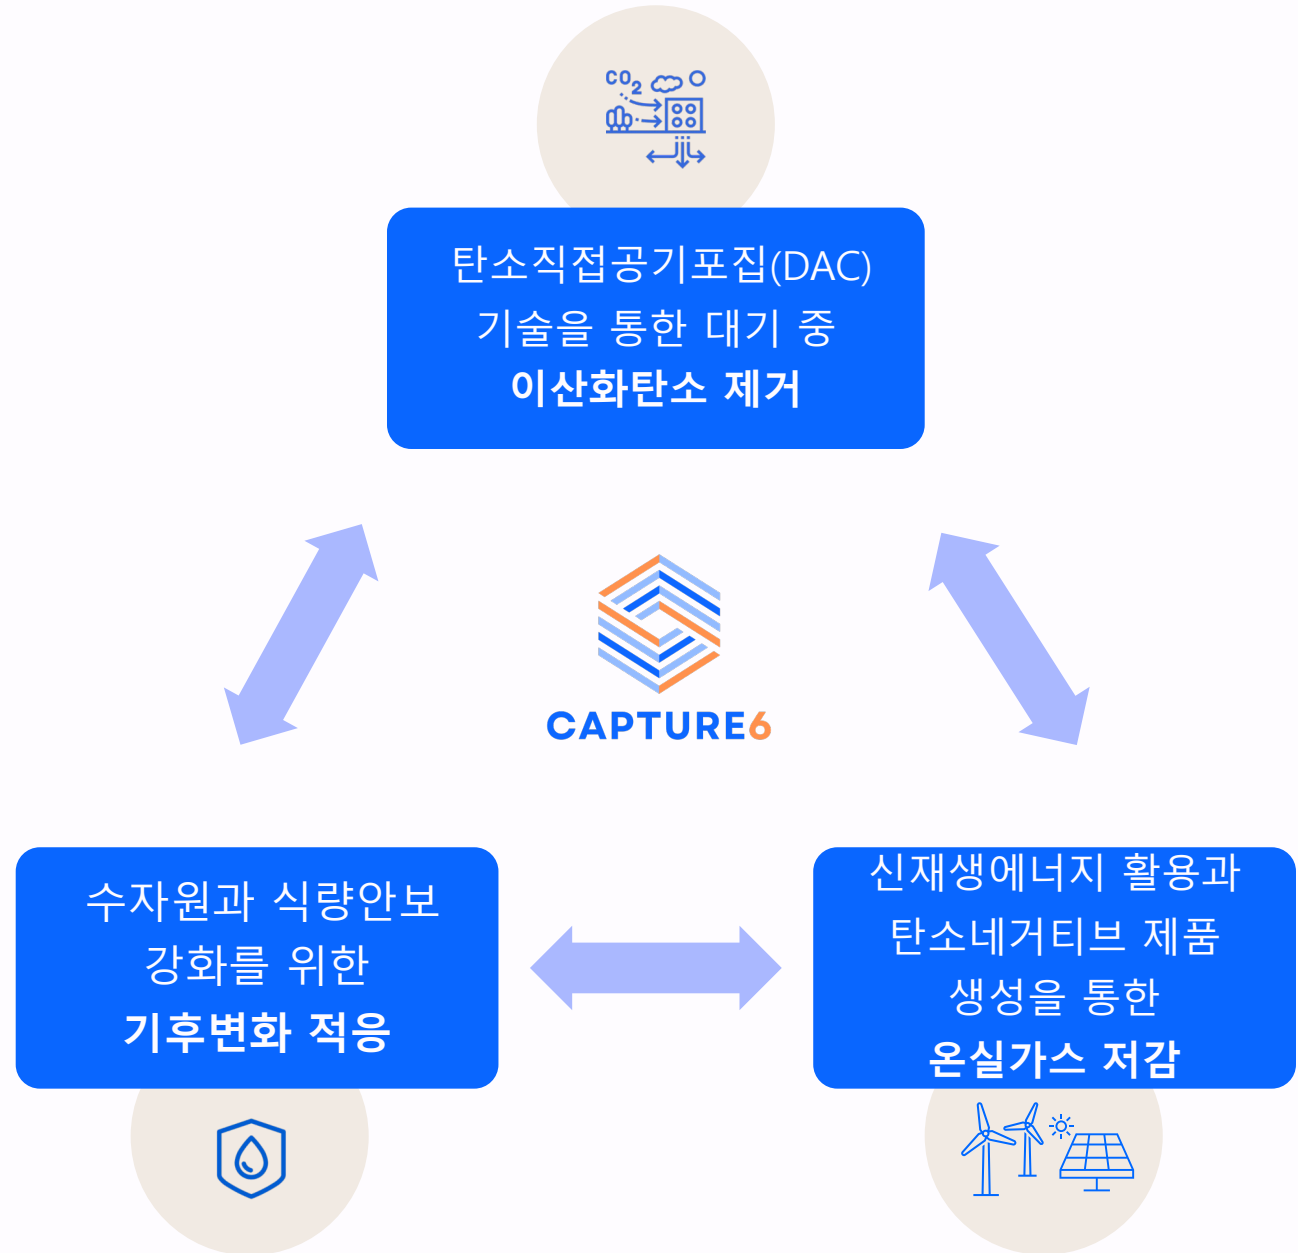 CO2
탄소직접공기포집(DAC)
기술을 통한 대기 중
이산화탄소 제거
CAPTURE6
수자원과 식량안보
강화를 위한
기후변화 적응
신재생에너지 활용과
탄소네거티브 제품
생성을 통한
온실가스 저감